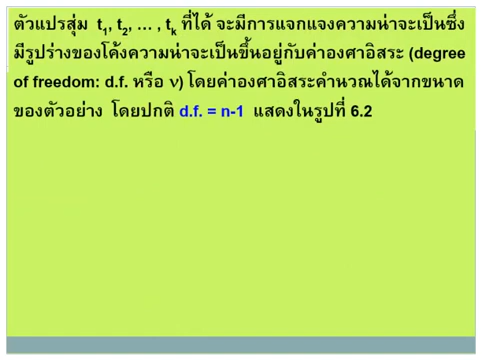 ตัวแปรสุ่ม t1, t2, ... , tk ที่ได้ จะมีการแจกแจงความน่าจะเป็นซึ่ง
มีรูปร่างของโค้งความน่าจะเป็นขึ้นอยู่กับค่าองศาอิสระ (degree
of freedom: d.f. หรือ ν) โดยค่าองศาอิสระคำนวณได้จากขนาด
ของตัวอย่าง โดยปกติ d.f. = n-1 แสดงในรูปที่ 6.2